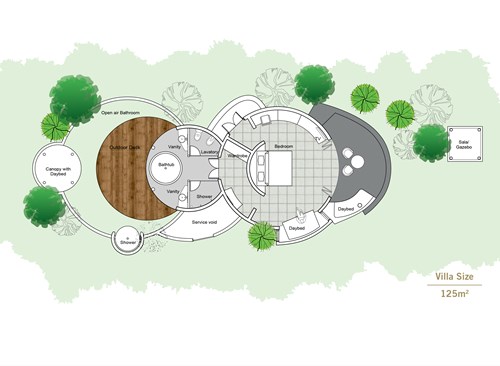 Open air Bathroom
Outdoor Deck
Vanity
Lavatory
Bedroom
Wardrobe
Bathtub
Canopy with
Daybed
Vanity
Shower
Sala/
Gazebo
Daybed
Service void
Daybed
Shower
Villa Size
125m²